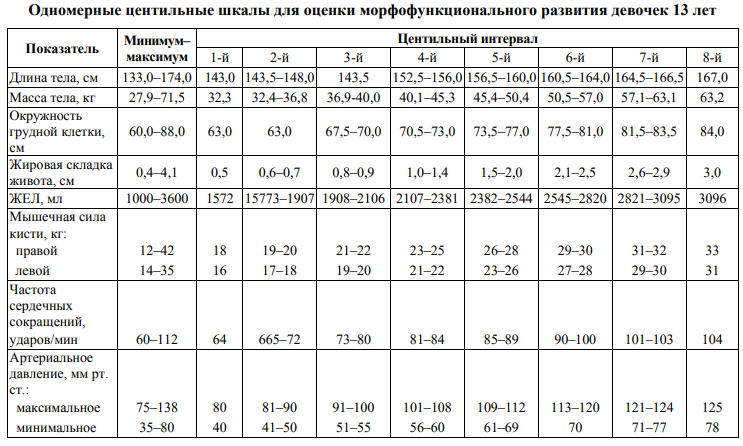 Одномерные центильные шкалы для оценки морфофункционального развития девочек 13 лет
Показатель Минимум–максимум Центильный интервал
1-й 2-й 3-й 4-й 5-й 6-й 7-й 8-й
Длина тела, см 133,0–174,0 143,0 143,5–148,0 143,5 152,5–156,0 156,5–160,0 160,5–164,0 164,5–166,5 167,0
Масса тела, кг 27,9–71,5 32,3 32,4–36,8 36,9-40,0 40,1–45,3 45,4–50,4 50,5–57,0 57,1–63,1 63,2
Окружность
грудной клетки,
см 60,0–88,0 63,0 63,0 67,5–70,0 70,5–73,0 73,5–77,0 77,5–81,0 81,5–83,5 84,0
Жировая складка
живота, см 0,4–4,1 0,5 0,6–0,7 0,8–0,9 1,0–1,4 1,5–2,0 2,1–2,5 2,6–2,9 3,0
ЖЕЛ, мл 1000–3600 1572 15773–1907 1908–2106 2107–2381 2382–2544 2545–2820 2821–3095 3096
Мышечная сила
кисти, кг:
правой 12–42 18 19–20 21–22 23–25 26–28 29–30 31–32 33
левой 14–35 16 17–18 19–20 21–22 23–26 27–28 29–30 31
Частота
сердечных
сокращений,
ударов/мин 60–112 64 665–72 73–80 81–84 85–89 90–100 101–103 104
Артериальное
давление, мм рт.
ст.:
максимальное 75–138 80 81–90 91–100 101–108 109–112 113–120 121–124 125
минимальное 35–80 40 41–50 51–55 56–60 61–69 70 71–77 78